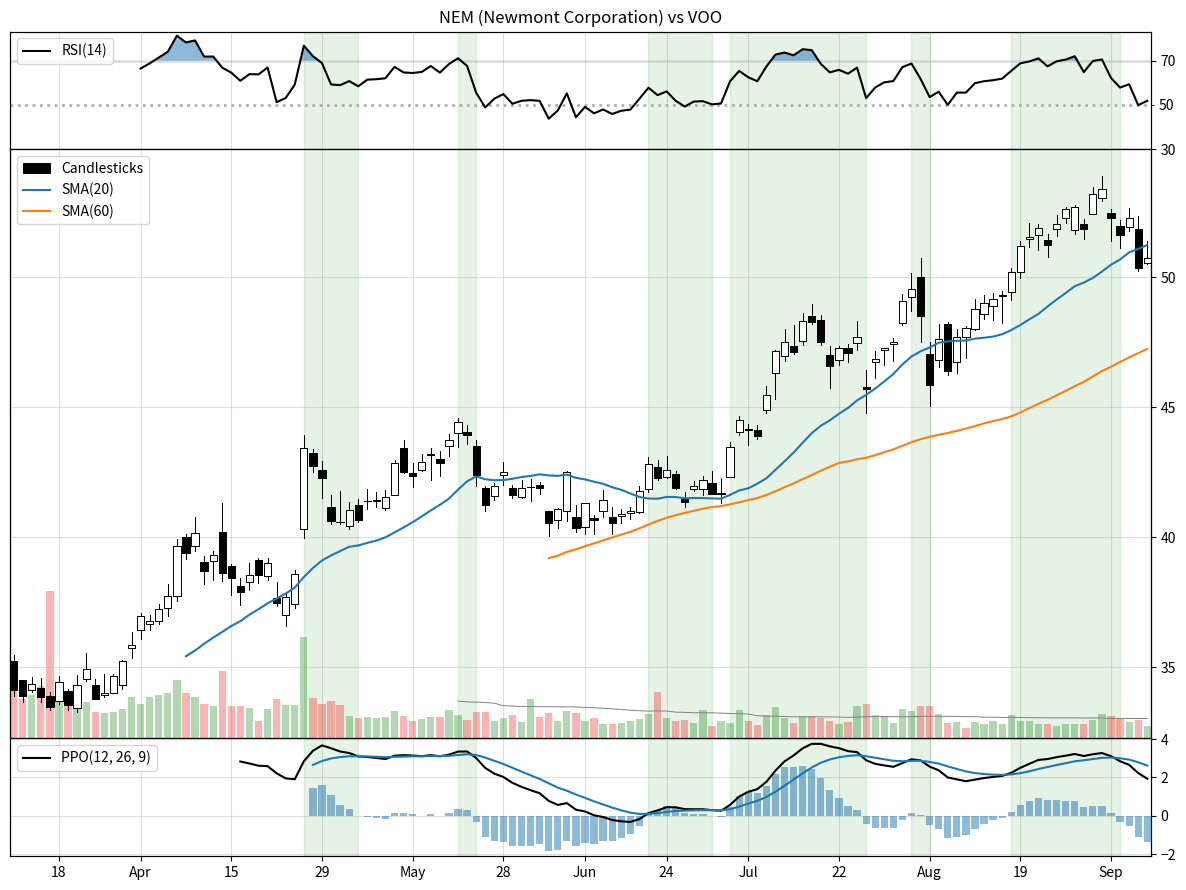 NEM (Newmont Corporation) vs VOO
RSI(14)
70
50
30
Candlesticks
SMA(20)
SMA(60)
50
45
40
35
PPO(12, 26, 9)
4
2
0
−2
18 Apr 15 29 May 28 Jun 24 Jul 22 Aug 19 Sep